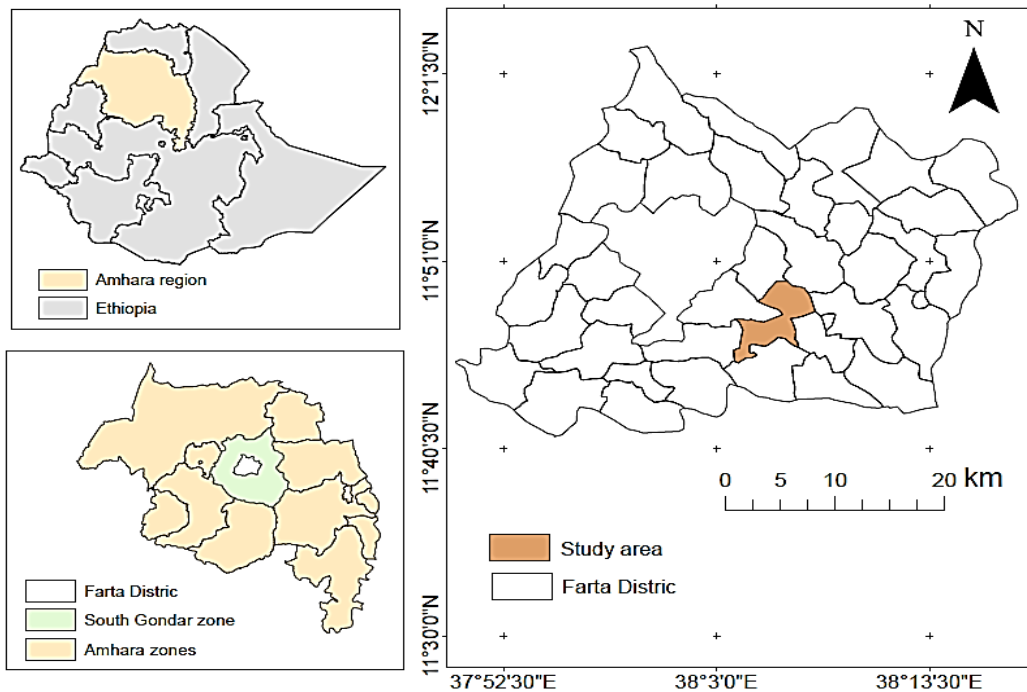 Amhara region
Ethiopia
Farta Distric
South Gondar zone
Amhara zones
N
12°1'30"N
11°51'0"N
11°40'30"N
11°30'0"N
0 5 10 20 km
Study area
Farta Distric
37°52'30"E 38°3'0"E 38°13'30"E